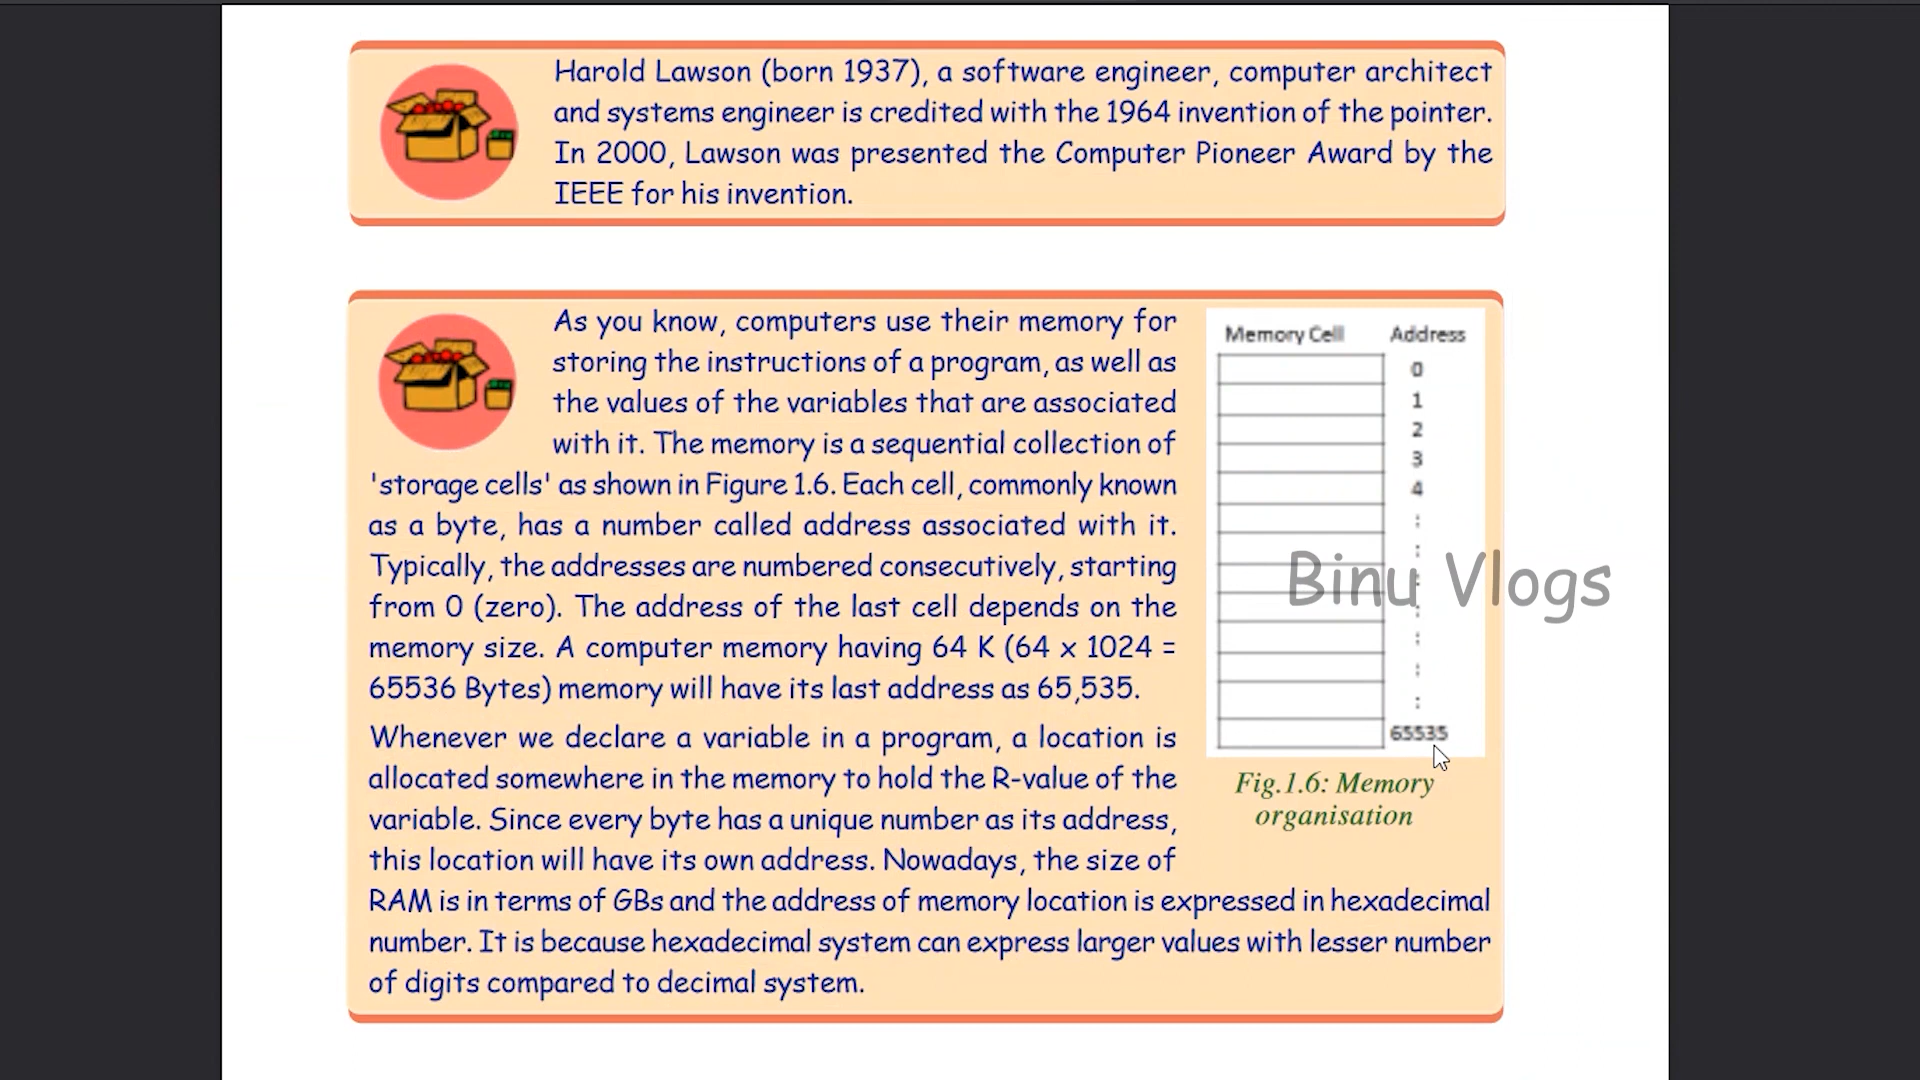 Harold Lawson (born 1937), a software engineer, computer architect
and systems engineer is credited with the 1964 invention of the pointer.
In 2000, Lawson was presented the Computer Pioneer Award by the
IEEE for his invention.
As you know, computers use their memory for
storing the instructions of a program, as well as
the values of the variables that are associated
with it. The memory is a sequential collection of
'storage cells' as shown in Figure 1.6. Each cell, commonly known
as a byte, has a number called address associated with it.
Typically, the addresses are numbered consecutively, starting
from 0 (zero). The address of the last cell depends on the
memory size. A computer memory having 64 K (64 x 1024 =
65536 Bytes) memory will have its last address as 65,535.
Whenever we declare a variable in a program, a location is
allocated somewhere in the memory to hold the R-value of the
variable. Since every byte has a unique number as its address,
this location will have its own address. Nowadays, the size of
RAM is in terms of GBs and the address of memory location is expressed in hexadecimal
number. It is because hexadecimal system can express larger values with lesser number
of digits compared to decimal system.
Memory Cell Address
0
1
2
3
4
:
:
:
:
:
:
:
65535
Fig.1.6: Memory
organisation
Binu Vlogs